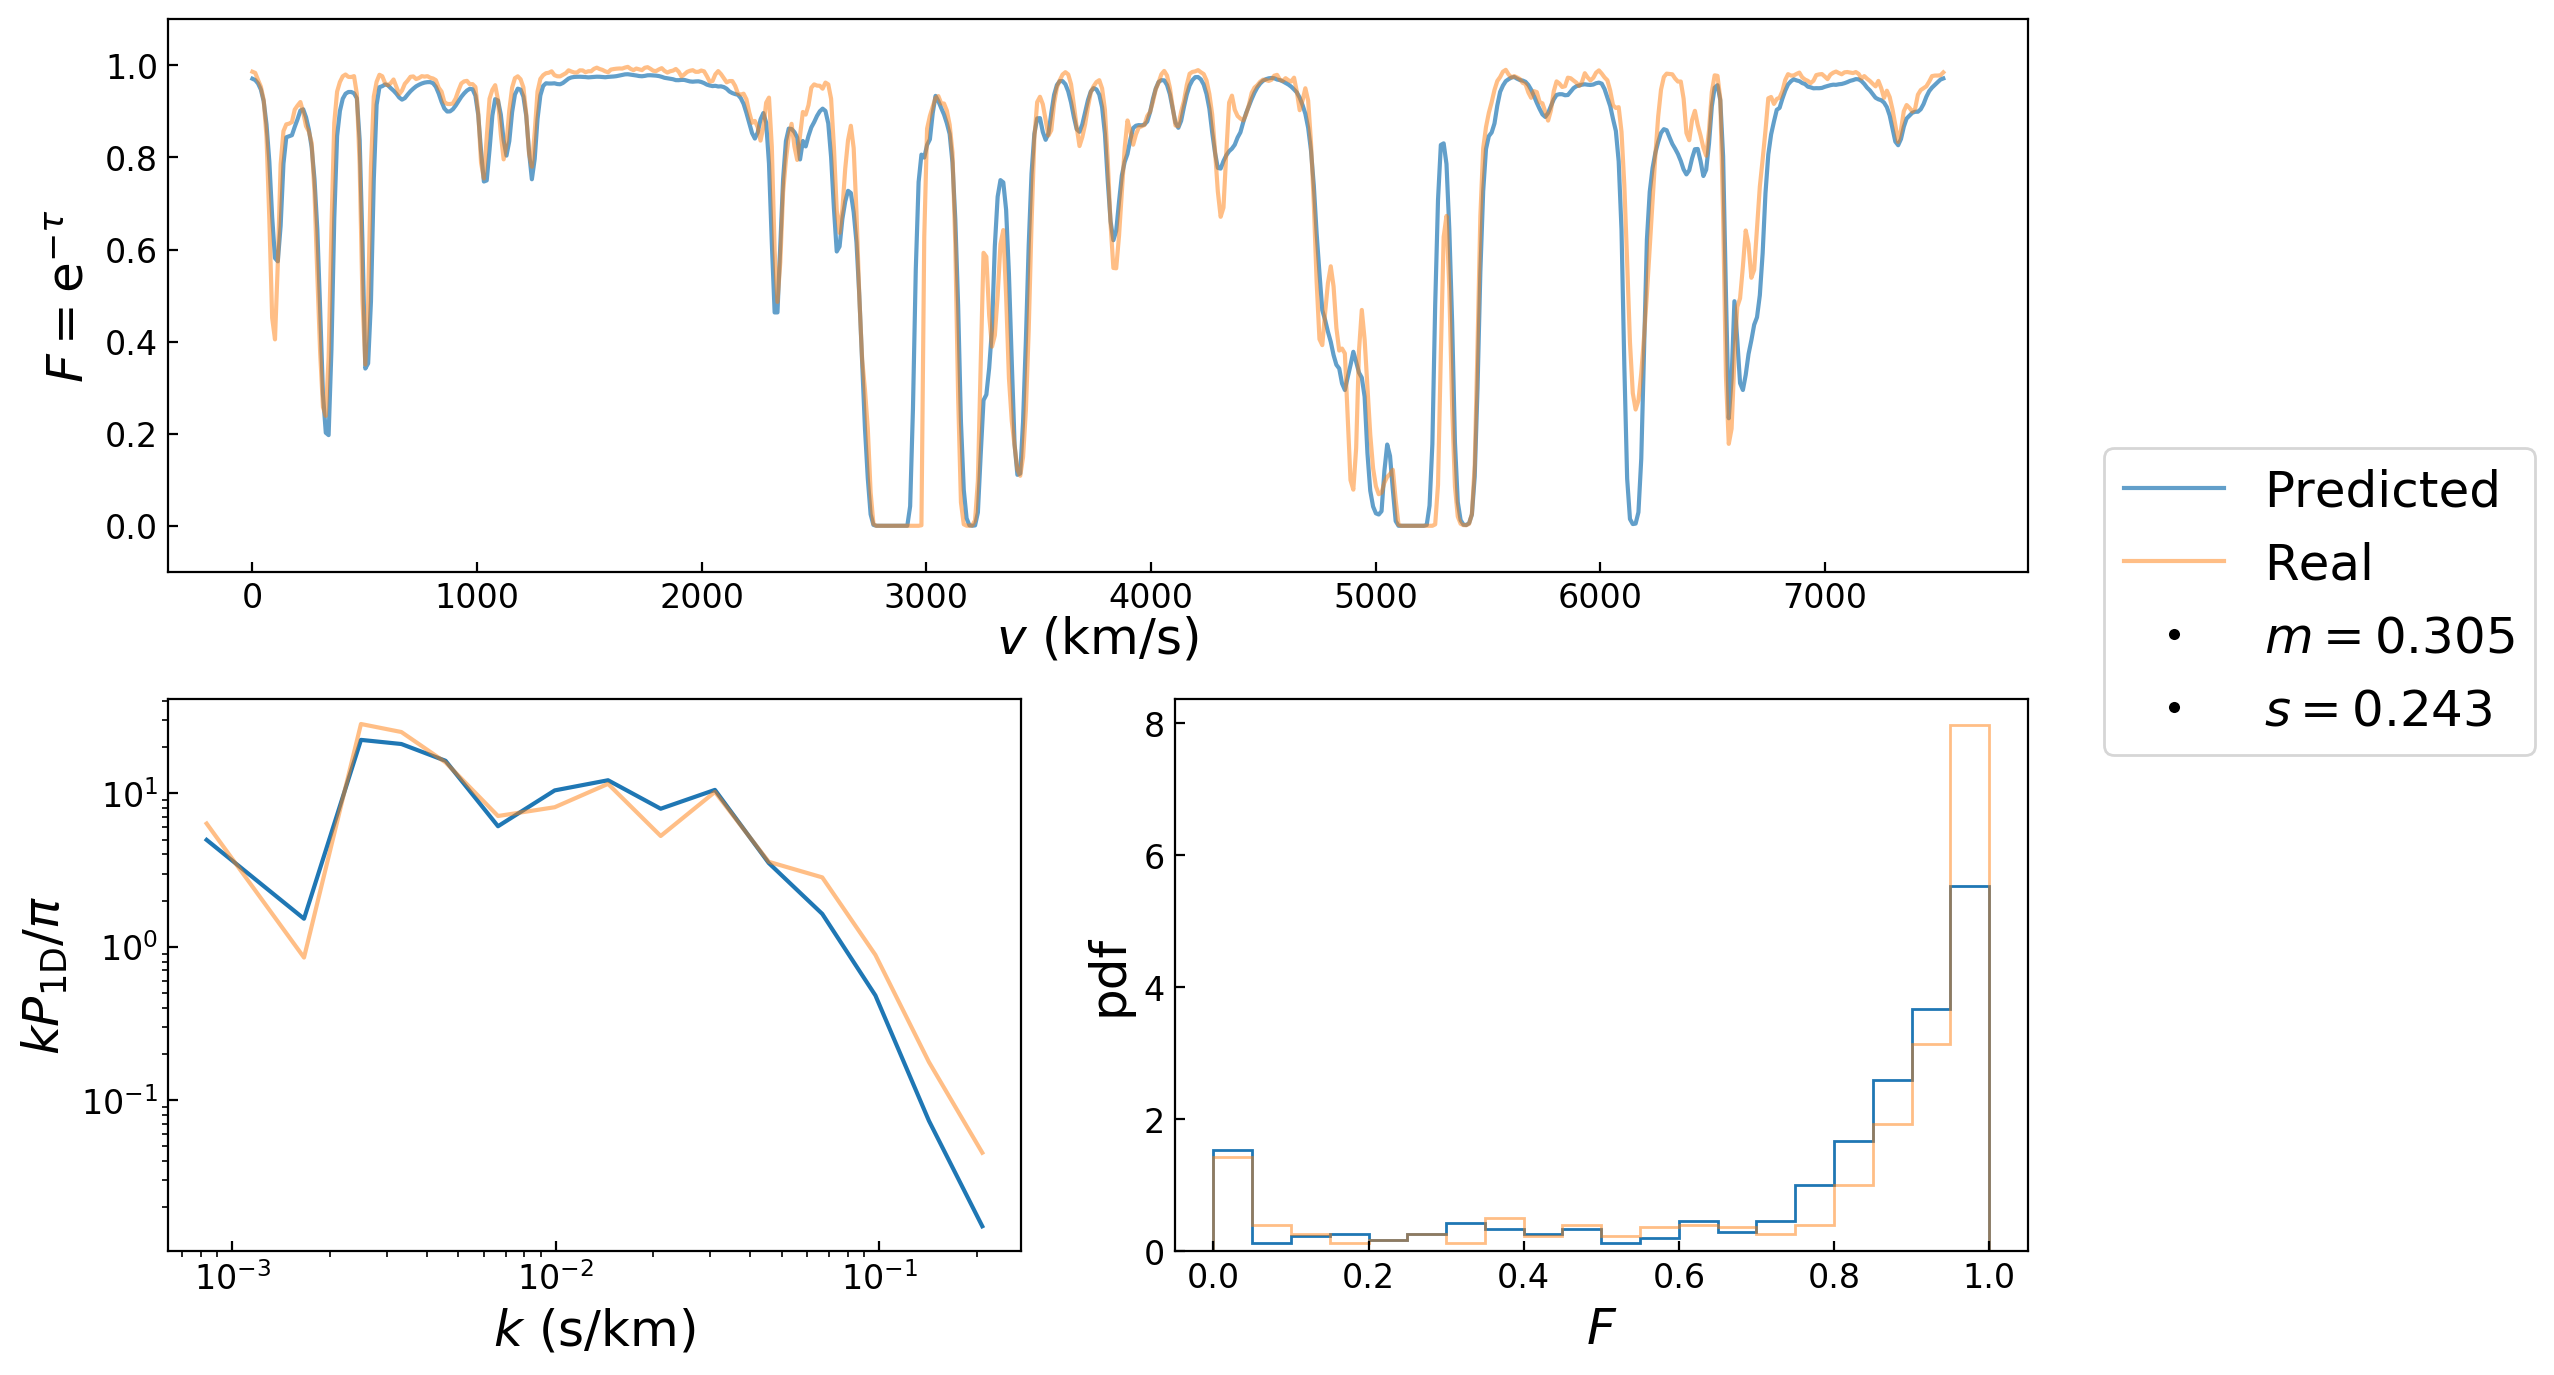 1.0
0.8
0.6
0.4
0.2
0.0
F = e^{-τ}
0 1000 2000 3000 4000 5000 6000 7000
v (km/s)
Predicted
Real
m = 0.305
s = 0.243
10^1
10^0
10^{-1}
kP_{1D}/π
10^{-3} 10^{-2} 10^{-1}
k (s/km)
8
6
4
2
0
pdf
0.0 0.2 0.4 0.6 0.8 1.0
F